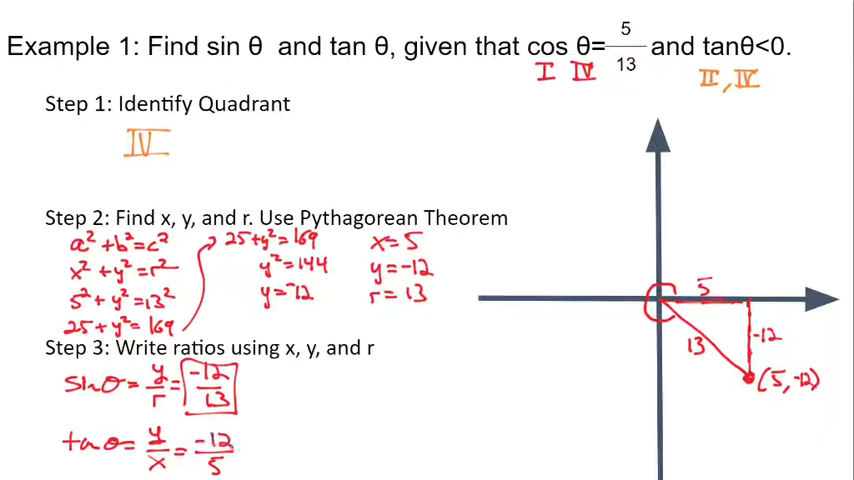 Example 1: Find sin θ and tan θ, given that cos θ= 5/13 and tanθ<0.
I IV
II, IV
Step 1: Identify Quadrant
IV
Step 2: Find x, y, and r. Use Pythagorean Theorem
a² + b² = c²
x² + y² = r²
5² + y² = 13²
25 + y² = 169
25 + y² = 169
y² = 144
y = -12
x = 5
y = -12
r = 13
Step 3: Write ratios using x, y, and r
sinθ = y/r = -12/13
tanθ = y/x = -12/5
5
-12
13
(5, -12)